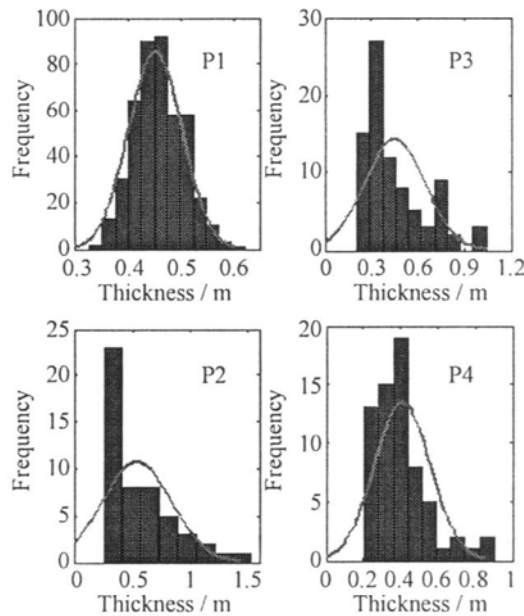 100
80
60
40
20
0
Frequency
P1
0.3 0.4 0.5 0.6
Thickness / m
30
20
10
0
Frequency
P3
0 0.3 0.6 0.9 1.2
Thickness / m
25
20
15
10
5
0
Frequency
P2
0 0.5 1 1.5
Thickness / m
20
15
10
5
0
Frequency
P4
0 0.2 0.4 0.6 0.8 1
Thickness / m